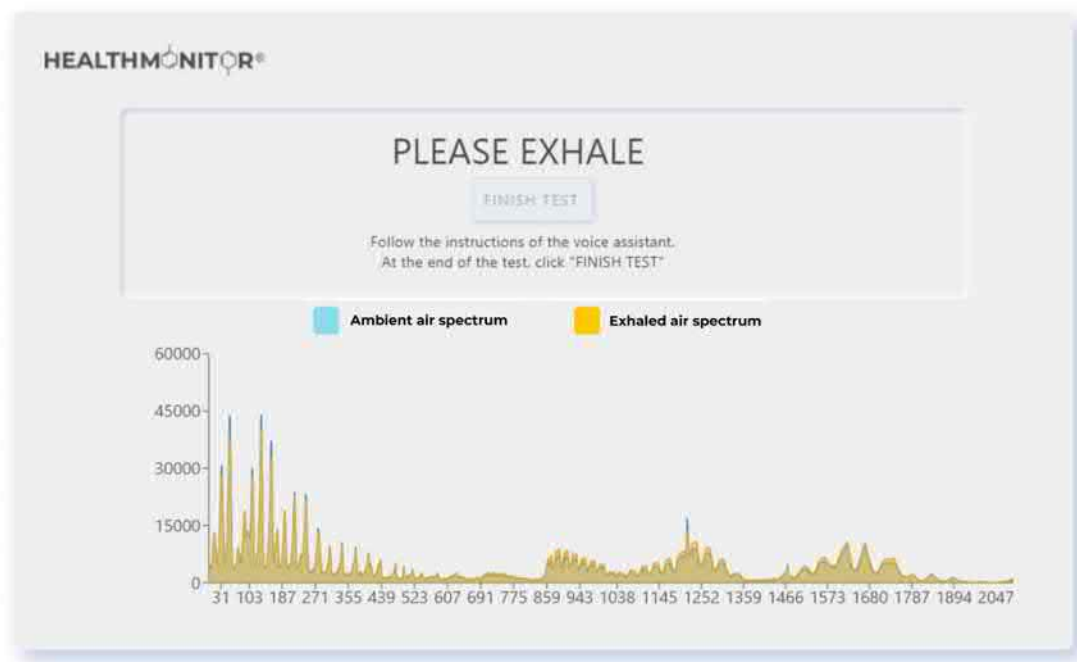 HEALTHMONITOR®
PLEASE EXHALE
FINISH TEST
Follow the instructions of the voice assistant.
At the end of the test, click "FINISH TEST"
Ambient air spectrum
Exhaled air spectrum
60000
45000
30000
15000
0
31 103 187 271 355 439 523 607 691 775 859 943 1038 1145 1252 1359 1466 1573 1680 1787 1894 2047